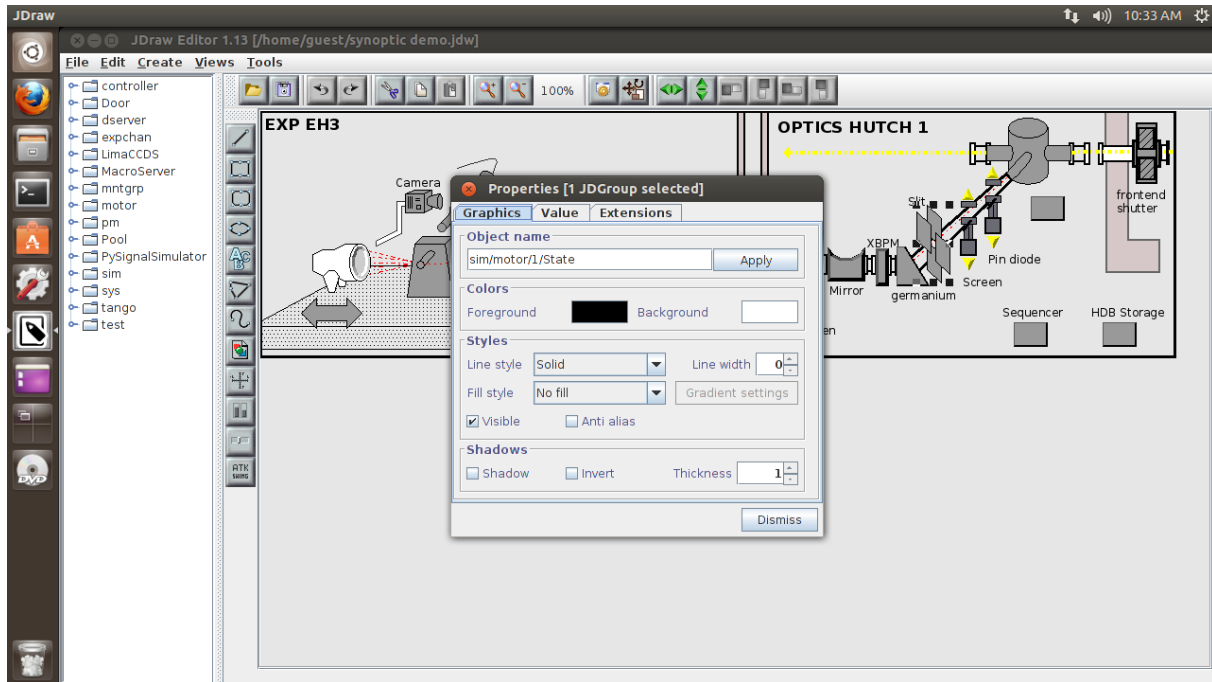 JDraw
10:33 AM
JDraw Editor 1.13 [/home/guest/synoptic demo.jdw]
File Edit Create Views Tools
controller
Door
dserver
expchan
LimaCCDS
MacroServer
mntgrp
motor
pm
Pool
PySignalSimulator
sim
sys
tango
test
100%
ABC
ATK
SWING
EXP EH3
Camera
OPTICS HUTCH 1
Slit
frontend
shutter
XBPM
Pin diode
Mirror
germanium
Screen
en
Sequencer
HDB Storage
Properties [1 JDGroup selected]
Graphics Value Extensions
Object name
sim/motor/1/State Apply
Colors
Foreground Background
Styles
Line style Solid Line width 0
Fill style No fill Gradient settings
Visible Anti alias
Shadows
Shadow Invert Thickness 1
Dismiss
DVD